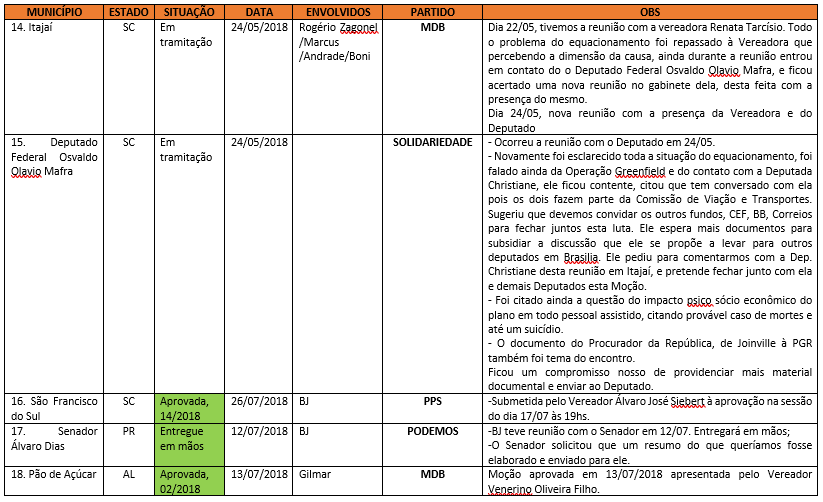 MUNICÍPIO ESTADO SITUAÇÃO DATA ENVOLVIDOS PARTIDO OBS
14. Itajaí SC Em tramitação 24/05/2018 Rogério Zagonel /Marcus /Andrade/Boni MDB
Dia 22/05, tivemos a reunião com a vereadora Renata Tarcísio. Todo
o problema do equacionamento foi repassado à Vereadora que
percebendo a dimensão da causa, ainda durante a reunião entrou
em contato do o Deputado Federal Osvaldo Olavio Mafra, e ficou
acertado uma nova reunião no gabinete dela, desta feita com a
presença do mesmo.
Dia 24/05, nova reunião com a presença da Vereadora e do
Deputado
15. Deputado Federal Osvaldo Olavio Mafra SC Em tramitação 24/05/2018 SOLIDARIEDADE
- Ocorreu a reunião com o Deputado em 24/05.
- Novamente foi esclarecido toda a situação do equacionamento, foi
falado ainda da Operação Greenfield e do contato com a Deputada
Christiane, ele ficou contente, citou que tem conversado com ela
pois os dois fazem parte da Comissão de Viação e Transportes.
Sugeriu que devemos convidar os outros fundos, CEF, BB, Correios
para fechar juntos esta luta. Ele espera mais documentos para
subsidiar a discussão que ele se propõe a levar para outros
deputados em Brasilia. Ele pediu para comentarmos com a Dep.
Christiane desta reunião em Itajaí, e pretende fechar junto com ela
e demais Deputados esta Moção.
- Foi citado ainda a questão do impacto psico sócio econômico do
plano em todo pessoal assistido, citando provável caso de mortes e
até um suicídio.
- O documento do Procurador da República, de Joinville à PGR
também foi tema do encontro.
Ficou um compromisso nosso de providenciar mais material
documental e enviar ao Deputado.
16. São Francisco do Sul SC Aprovada, 14/2018 26/07/2018 BJ PPS
-Submetida pelo Vereador Álvaro José Siebert à aprovação na sessão
do dia 17/07 às 19hs.
17. Senador Álvaro Dias PR Entregue em mãos 12/07/2018 BJ PODEMOS
-BJ teve reunião com o Senador em 12/07. Entregará em mãos;
-O Senador solicitou que um resumo do que queríamos fosse
elaborado e enviado para ele.
18. Pão de Açúcar AL Aprovada, 02/2018 13/07/2018 Gilmar MDB
Moção aprovada em 13/07/2018 apresentada pelo Vereador
Venerino Oliveira Filho.